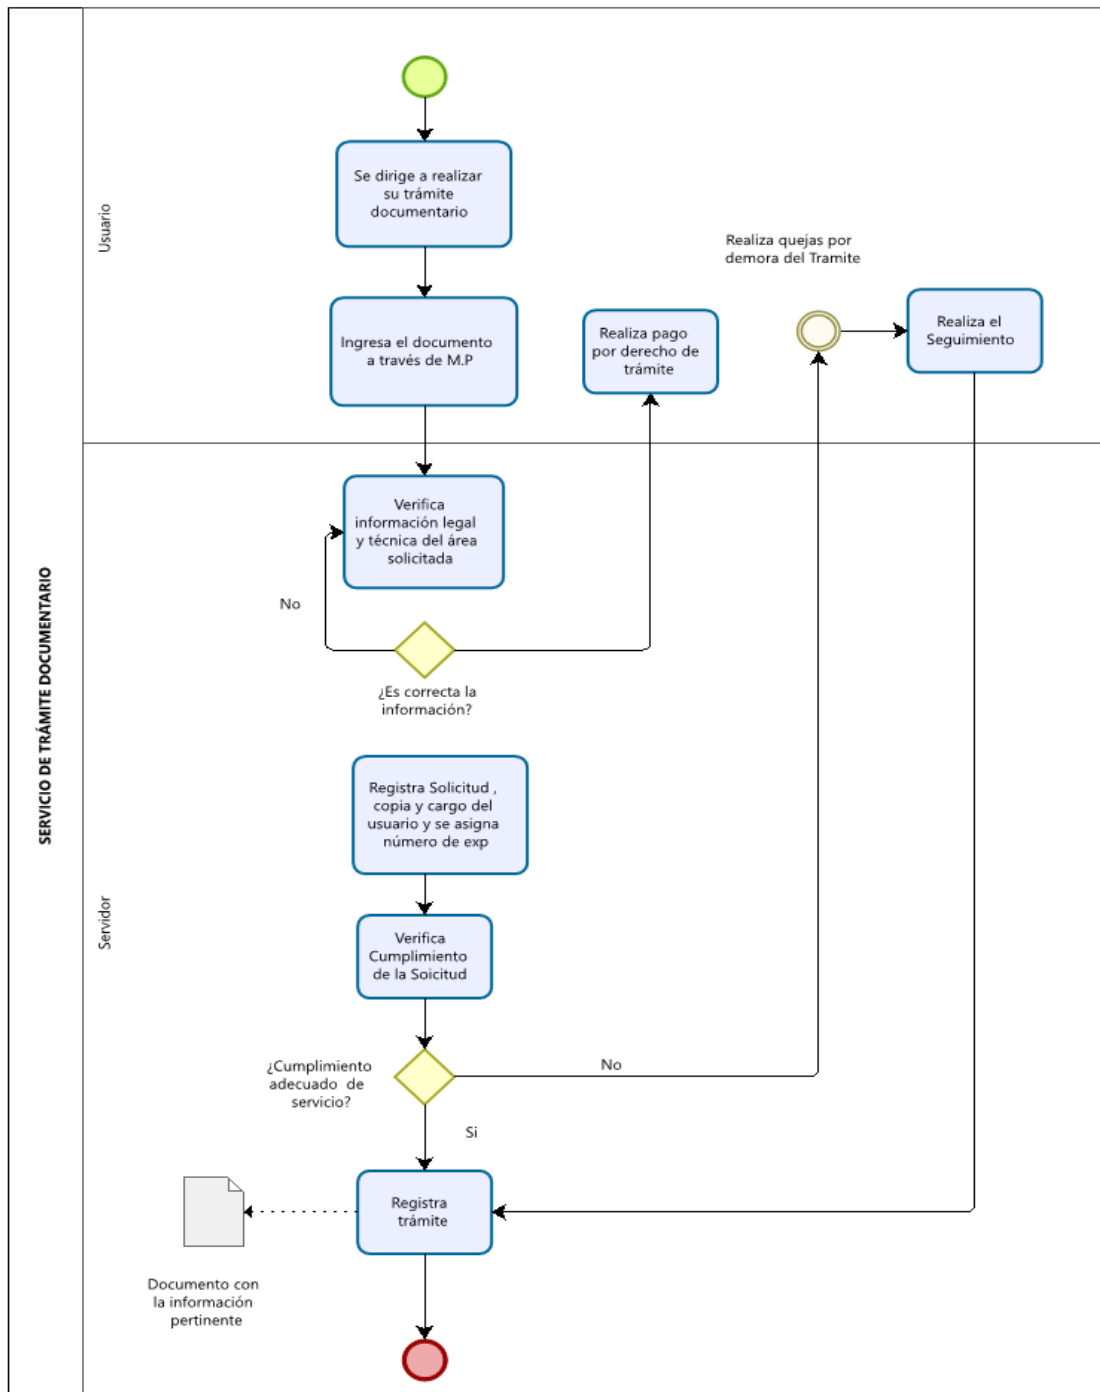 SERVICIO DE TRÁMITE DOCUMENTARIO
Usuario
Se dirige a realizar
su trámite
documentario
Ingresa el documento
a través de M.P
Realiza pago
por derecho de
trámite
Realiza quejas por
demora del Tramite
Realiza el
Seguimiento
Servidor
Verifica
información legal
y técnica del área
solicitada
No
¿Es correcta la
información?
Registra Solicitud ,
copia y cargo del
usuario y se asigna
número de exp
Verifica
Cumplimiento
de la Soicitud
¿Cumplimiento
adecuado de
servicio?
No
Si
Registra
trámite
Documento con
la información
pertinente